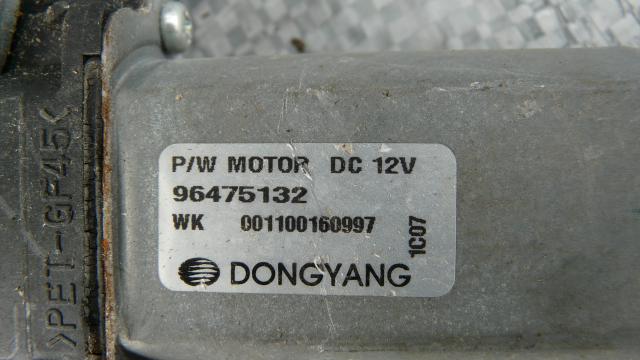 P/W MOTOR DC 12V
96475132
WK 001100160997
1C07
DONGYANG
>PET-GF45<